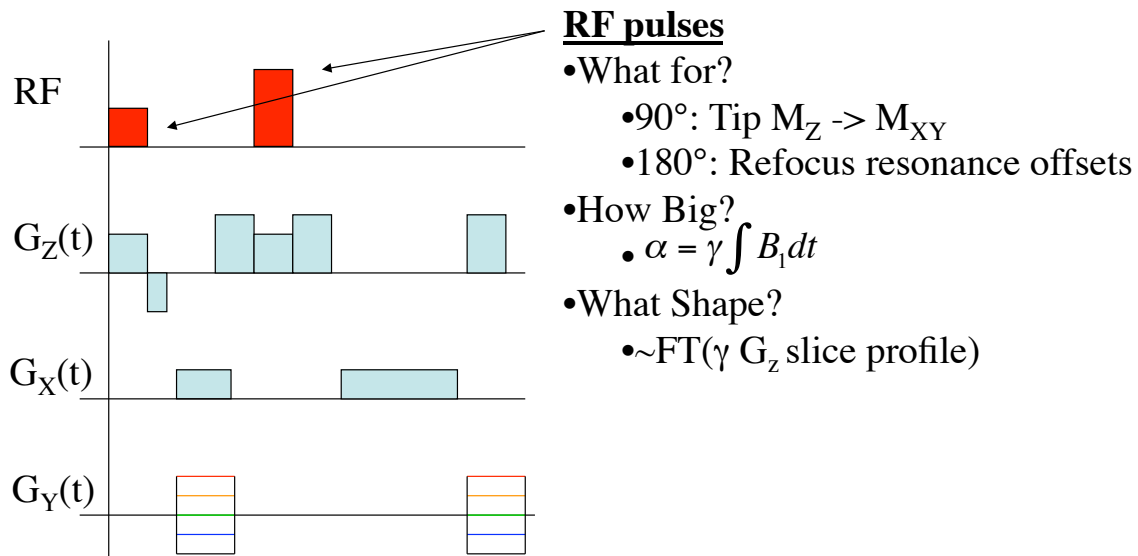 RF
G_Z(t)
G_X(t)
G_Y(t)
RF pulses
•What for?
•90°: Tip M_Z -> M_XY
•180°: Refocus resonance offsets
•How Big?
• α = γ∫ B₁dt
•What Shape?
•~FT(γ G_z slice profile)